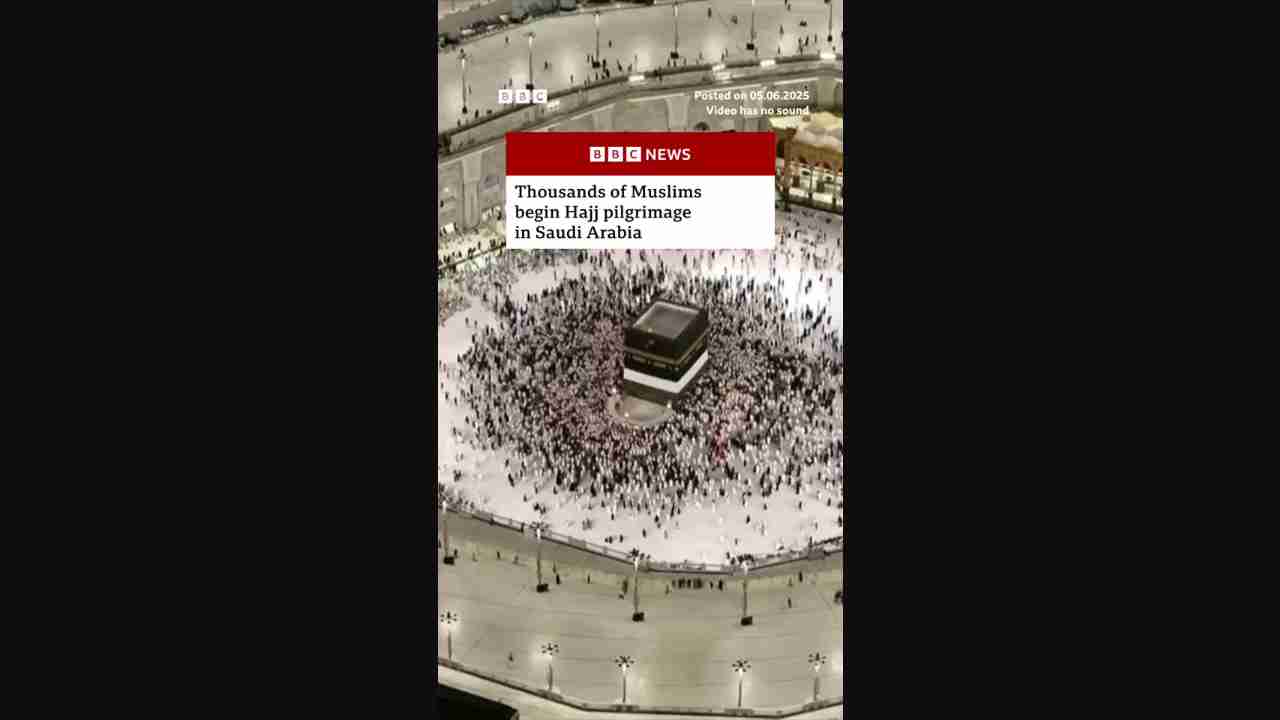 BBC
Posted on 05.06.2025
Video has no sound
BBC NEWS
Thousands of Muslims
begin Hajj pilgrimage
in Saudi Arabia